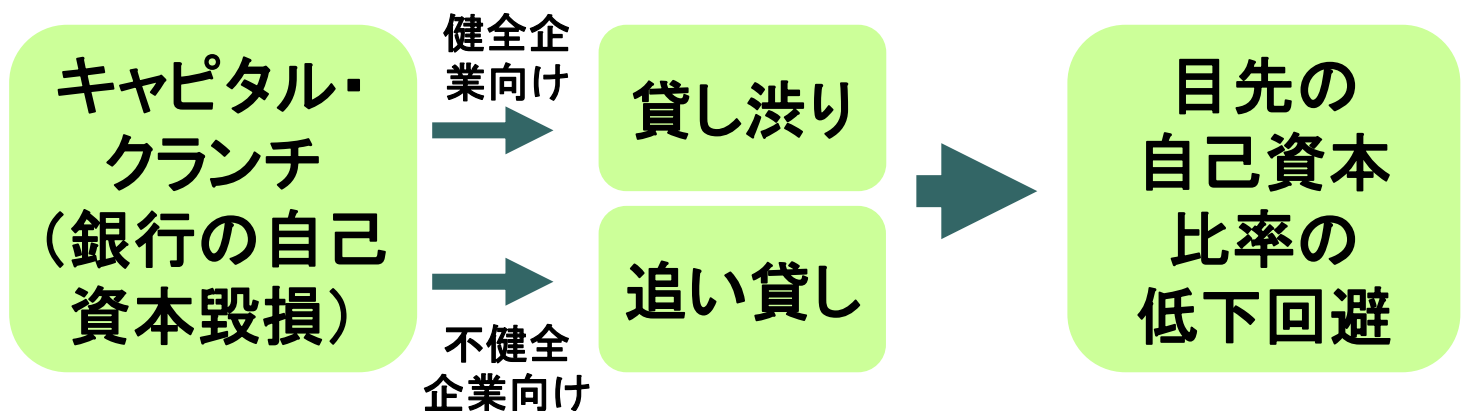 キャピタル・
クランチ
（銀行の自己
資本毀損）
健全企
業向け
貸し渋り
不健全
企業向け
追い貸し
目先の
自己資本
比率の
低下回避